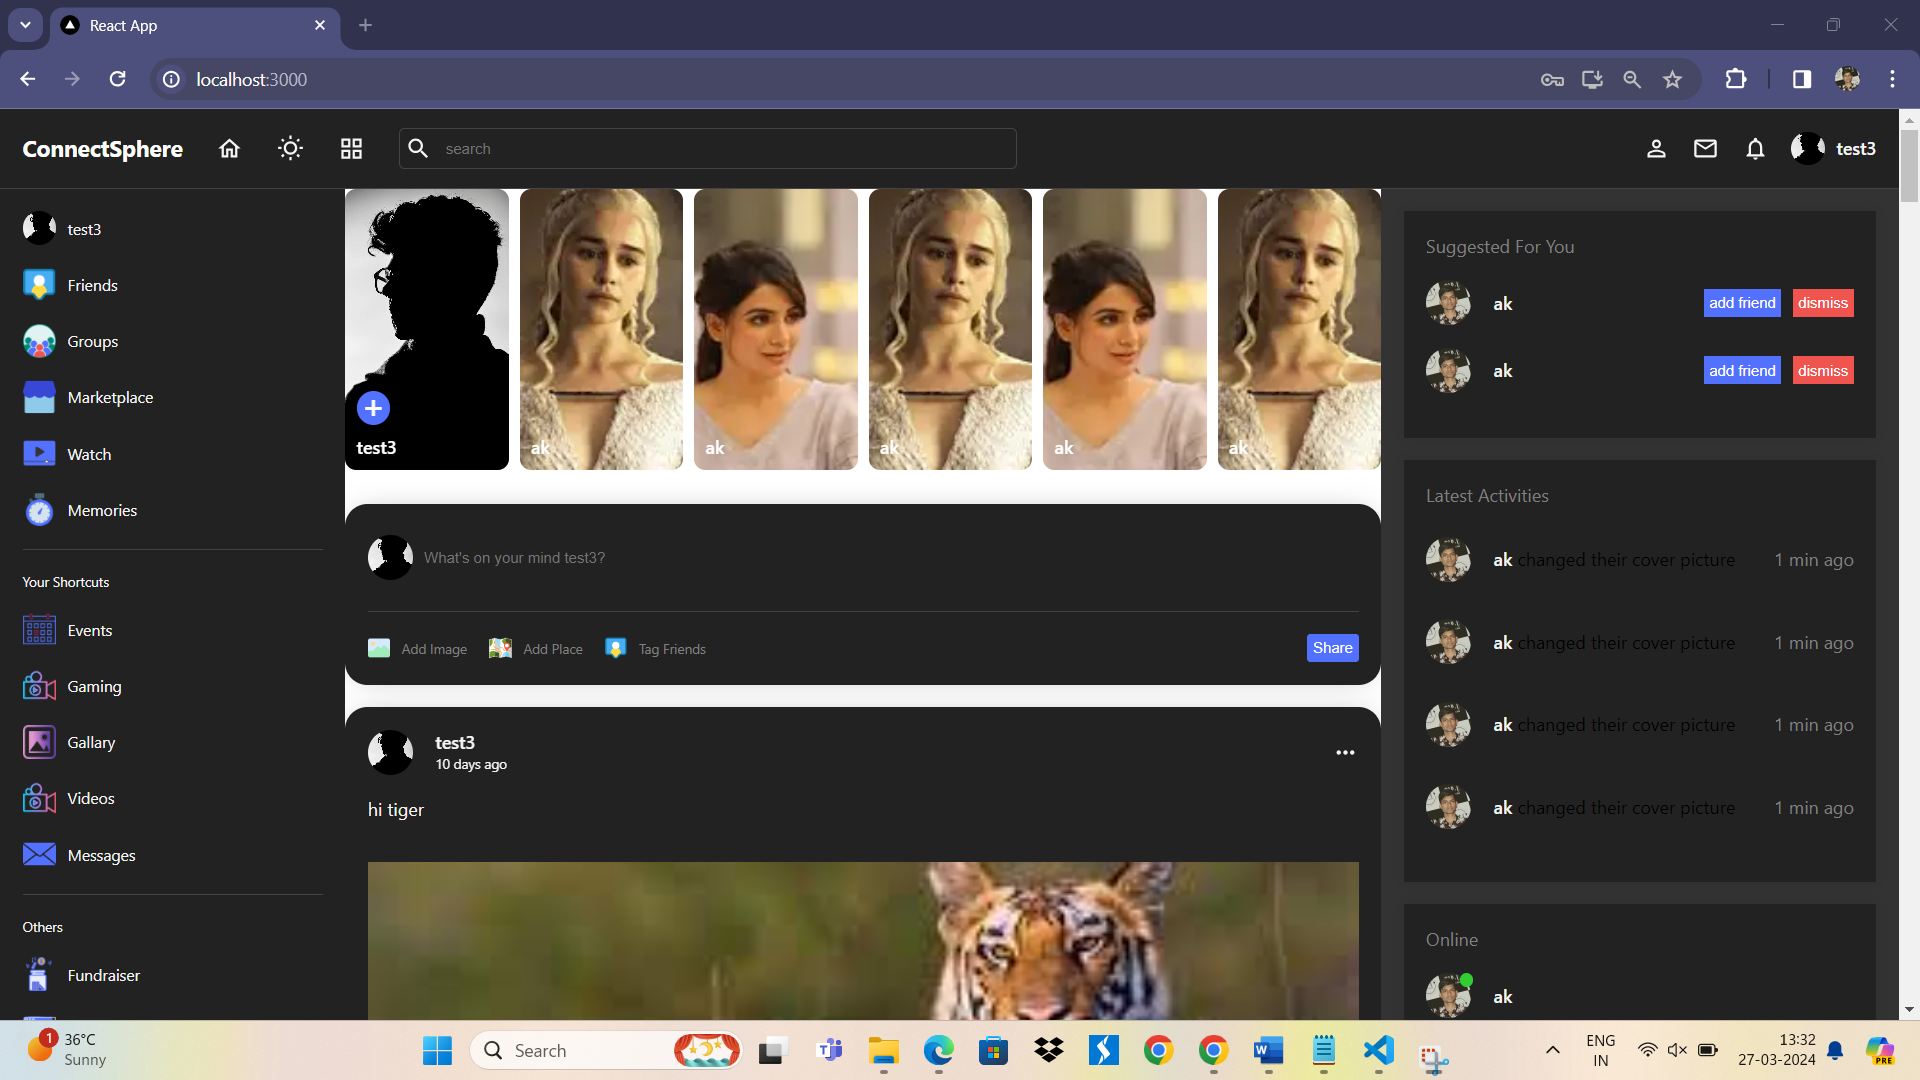 React App
localhost:3000
ConnectSphere
search
test3
test3
Friends
Groups
Marketplace
Watch
Memories
Your Shortcuts
Events
Gaming
Gallary
Videos
Messages
Others
Fundraiser
test3
ak
ak
ak
ak
ak
What's on your mind test3?
Add Image
Add Place
Tag Friends
Share
test3
10 days ago
hi tiger
Suggested For You
ak add friend dismiss
ak add friend dismiss
Latest Activities
ak changed their cover picture 1 min ago
ak changed their cover picture 1 min ago
ak changed their cover picture 1 min ago
ak changed their cover picture 1 min ago
Online
ak
1
36°C
Sunny
Search
ENG
IN
13:32
27-03-2024
PRE